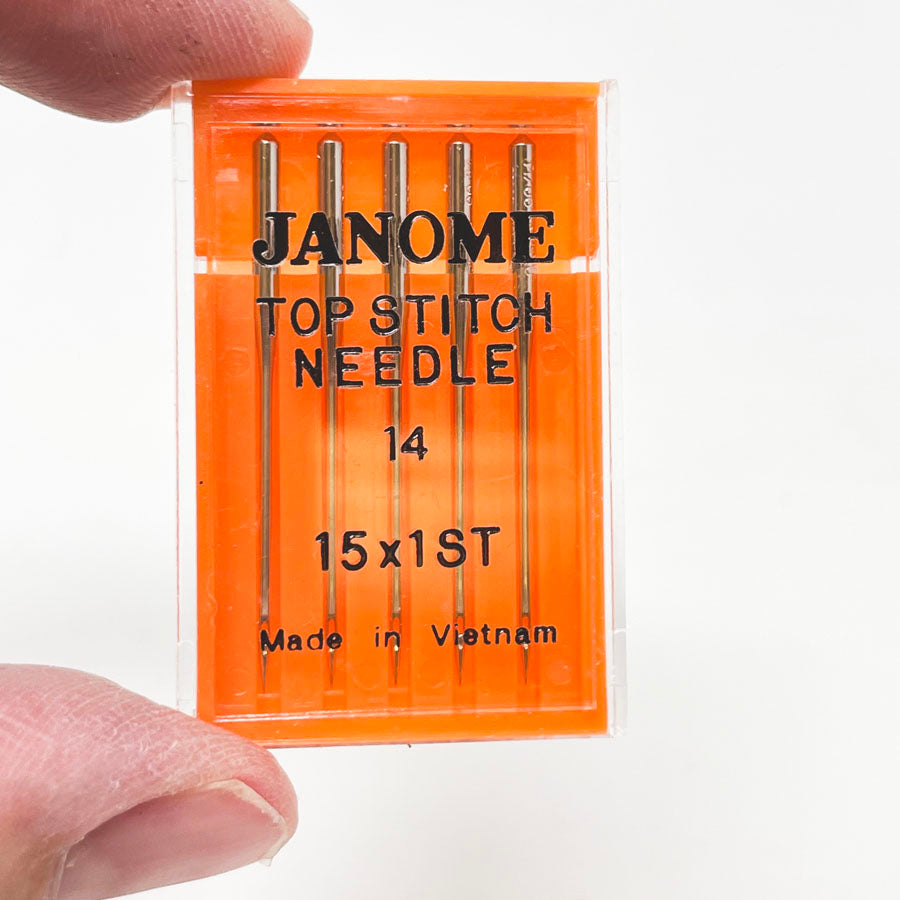 JANOME
TOP STITCH
NEEDLE
14
15x1ST
Made in Vietnam